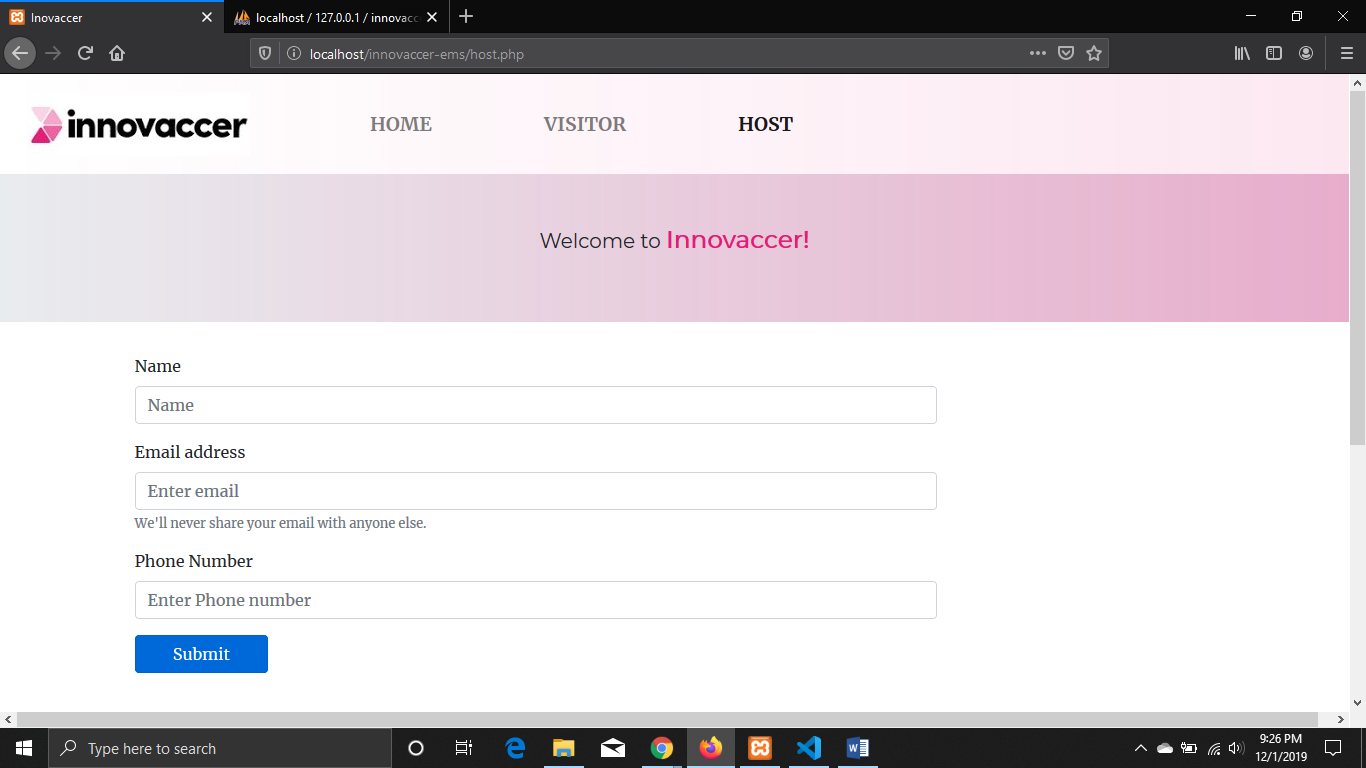 Inovaccer
localhost / 127.0.0.1 / innovacc
localhost/innovaccer-ems/host.php
innovaccer
HOME VISITOR HOST
Welcome to Innovaccer!
Name
Name
Email address
Enter email
We'll never share your email with anyone else.
Phone Number
Enter Phone number
Submit
Type here to search
9:26 PM
12/1/2019